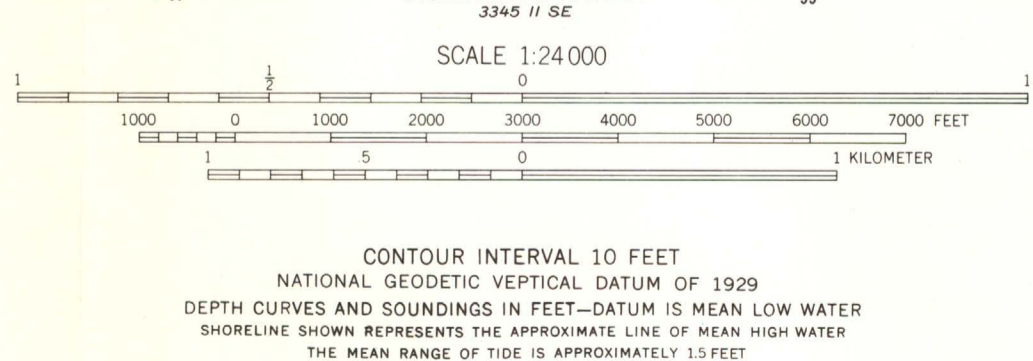 3345 II SE
SCALE 1:24 000
1 1/2 0 1
1000 0 1000 2000 3000 4000 5000 6000 7000 FEET
1 .5 0 1 KILOMETER
CONTOUR INTERVAL 10 FEET
NATIONAL GEODETIC VEPTICAL DATUM OF 1929
DEPTH CURVES AND SOUNDINGS IN FEET—DATUM IS MEAN LOW WATER
SHORELINE SHOWN REPRESENTS THE APPROXIMATE LINE OF MEAN HIGH WATER
THE MEAN RANGE OF TIDE IS APPROXIMATELY 1.5 FEET